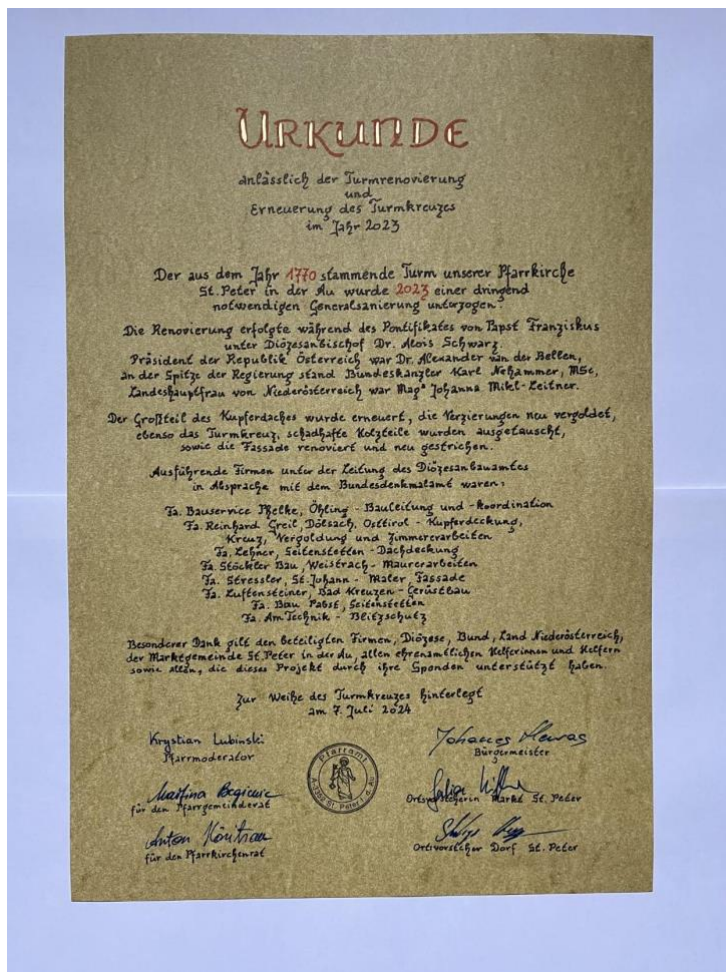 URKUNDE
anlässlich der Turmrenovierung
und
Erneuerung des Turmkreuzes
im Jahr 2023
Der aus dem Jahr 1770 stammende Turm unserer Pfarrkirche
St. Peter in der Au wurde 2023 einer dringend
notwendigen Generalsanierung unterzogen.
Die Renovierung erfolgte während des Pontifikates von Papst Franziskus
unter Diözesanbischof Dr. Alois Schwarz.
Präsident der Republik Österreich war Dr. Alexander van der Bellen,
an der Spitze der Regierung stand Bundeskanzler Karl Nehammer, MSc,
Landeshauptfrau von Niederösterreich war Magª Johanna Mikl-Leitner.
Der Großteil des Kupferdaches wurde erneuert, die Verzierungen neu vergoldet,
ebenso das Turmkreuz, schadhafte Holzteile wurden ausgetauscht,
sowie die Fassade renoviert und neu gestrichen.
Ausführende Firmen unter der Leitung des Diözesanbauamtes
in Absprache mit dem Bundesdenkmalamt waren:
Fa. Bauservice Pfelke, Öhling - Bauleitung und -koordination
Fa. Reinhard Greil, Dölsach, Osttirol - Kupferdeckung,
Kreuz, Vergoldung und Zimmererarbeiten
Fa. Lehner, Seitenstetten - Dachdeckung
Fa. Stöckler Bau, Weistrach - Maurerarbeiten
Fa. Stressler, St. Johann - Maler, Fassade
Fa. Luftensteiner, Bad Kreuzen - Gerüstbau
Fa. Bau Pabst, Seitenstetten
Fa. Am Technik - Blitzschutz
Besonderer Dank gilt den beteiligten Firmen, Diözese, Bund, Land Niederösterreich,
der Marktgemeinde St. Peter in der Au, allen ehrenamtlichen Helferinnen und Helfern
sowie allen, die dieses Projekt durch ihre Spenden unterstützt haben.
Zur Weihe des Turmkreuzes hinterlegt
am 7. Juli 2024
Krystian Lubinski
Pfarrmoderator
Johannes
Bürgermeister
Pfarramt
St. Peter i. d. Au
Martina
für den Pfarrgemeinderat
Ortsvorsteherin Markt St. Peter
Anton
für den Pfarrkirchenrat
Ortsvorsteher Dorf St. Peter